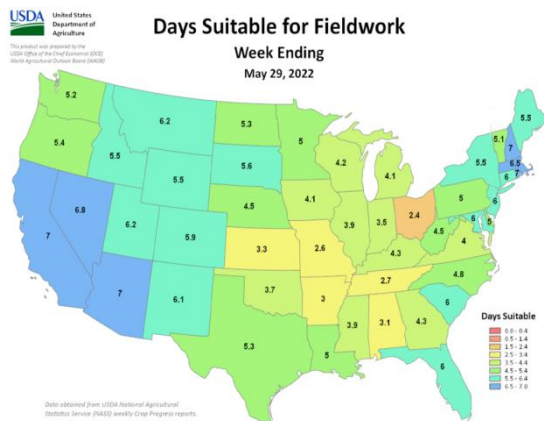 USDA
United States
Department of
Agriculture
This product was prepared by the
USDA Office of the Chief Economist (OCE)
World Agricultural Outlook Board (WAOB)
Days Suitable for Fieldwork
Week Ending
May 29, 2022
5.2
6.2
5.3
5
5.5
5.1
7
5.4
5.5
5.6
4.2
4.1
5.5
6.5
5.5
6
7
6.8
4.5
4.1
5
6
7
6.2
5.9
3.9
3.5
2.4
6
5
3.3
2.6
4.3
4.5
4
7
6.1
3.7
3
2.7
4.8
5.3
5
3.9
3.1
4.3
6
6
Days Suitable
0.0 - 0.4
0.5 - 1.4
1.5 - 2.4
2.5 - 3.4
3.5 - 4.4
4.5 - 5.4
5.5 - 6.4
6.5 - 7.0
Data obtained from USDA National Agricultural
Statistics Service (NASS) weekly Crop Progress reports.